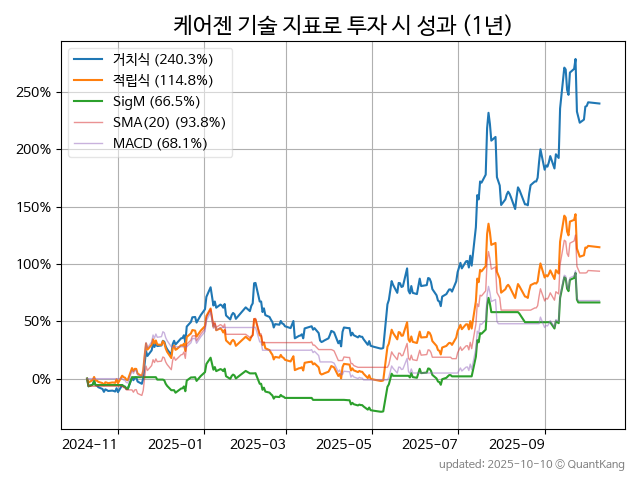 케어젠 기술 지표로 투자 시 성과 (1년)
거치식 (240.3%)
적립식 (114.8%)
SigM (66.5%)
SMA(20) (93.8%)
MACD (68.1%)
250%
200%
150%
100%
50%
0%
2024-11 2025-01 2025-03 2025-05 2025-07 2025-09
updated: 2025-10-10 © QuantKang